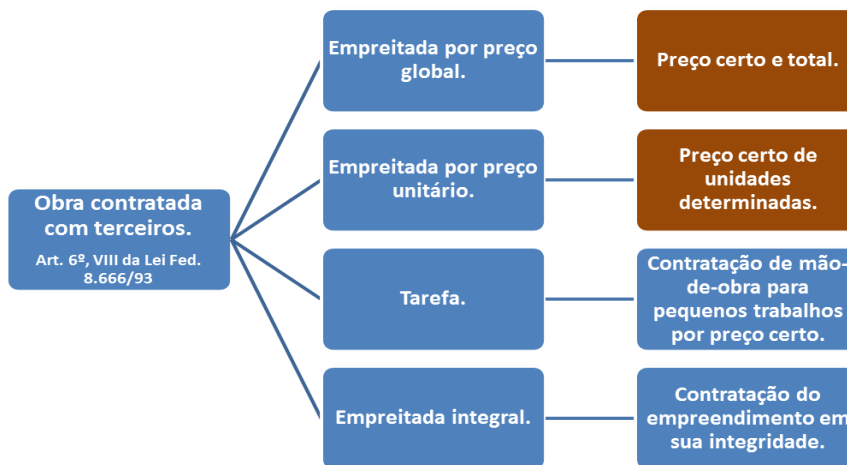 Empreitada por preço
global.
Preço certo e total.
Empreitada por preço
unitário.
Preço certo de
unidades
determinadas.
Obra contratada
com terceiros.
Art. 6º, VIII da Lei Fed.
8.666/93
Tarefa.
Contratação de mão-
de-obra para
pequenos trabalhos
por preço certo.
Empreitada integral.
Contratação do
empreendimento em
sua integridade.